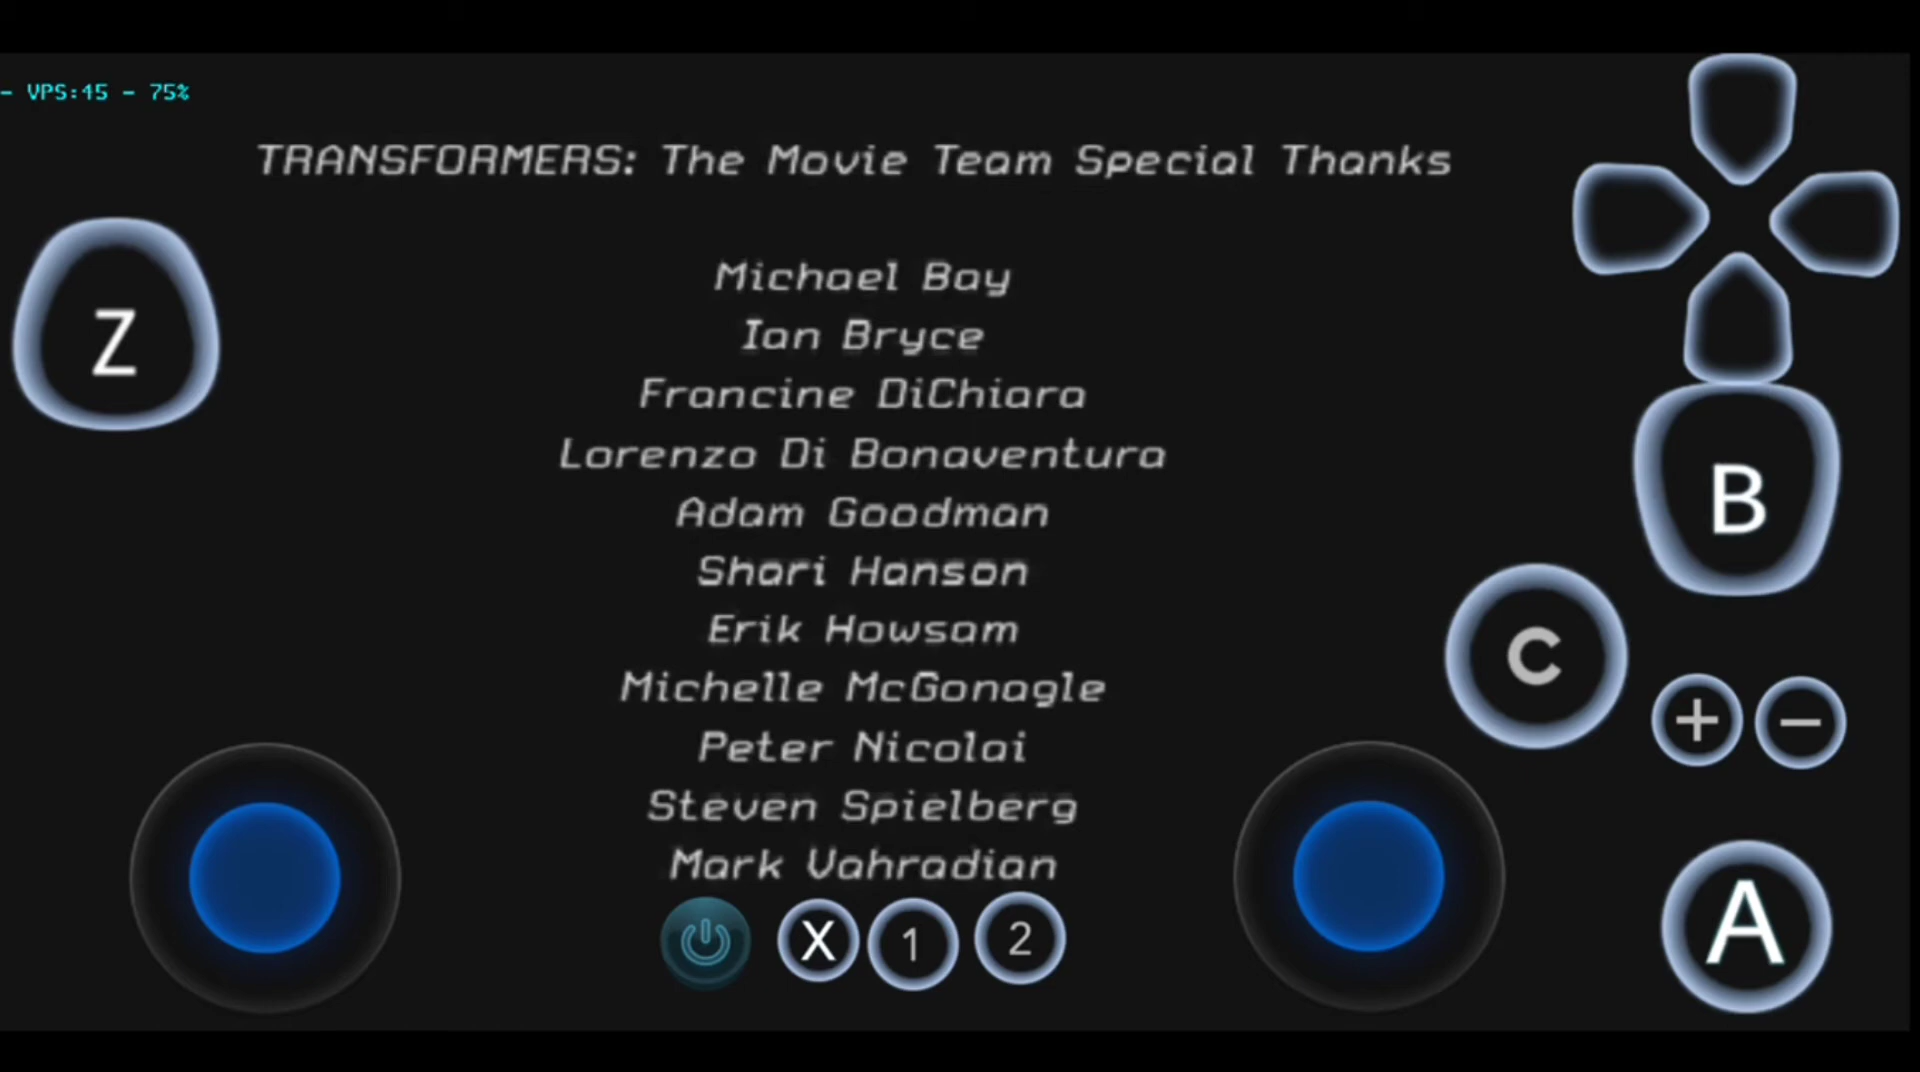 - VPS:45 - 75%
TRANSFORMERS: The Movie Team Special Thanks
Michael Bay
Ian Bryce
Francine DiChiara
Lorenzo Di Bonaventura
Adam Goodman
Shari Hanson
Erik Howsam
Michelle McGonagle
Peter Nicolai
Steven Spielberg
Mark Vahradian
Z
B
C
+ −
A
X 1 2